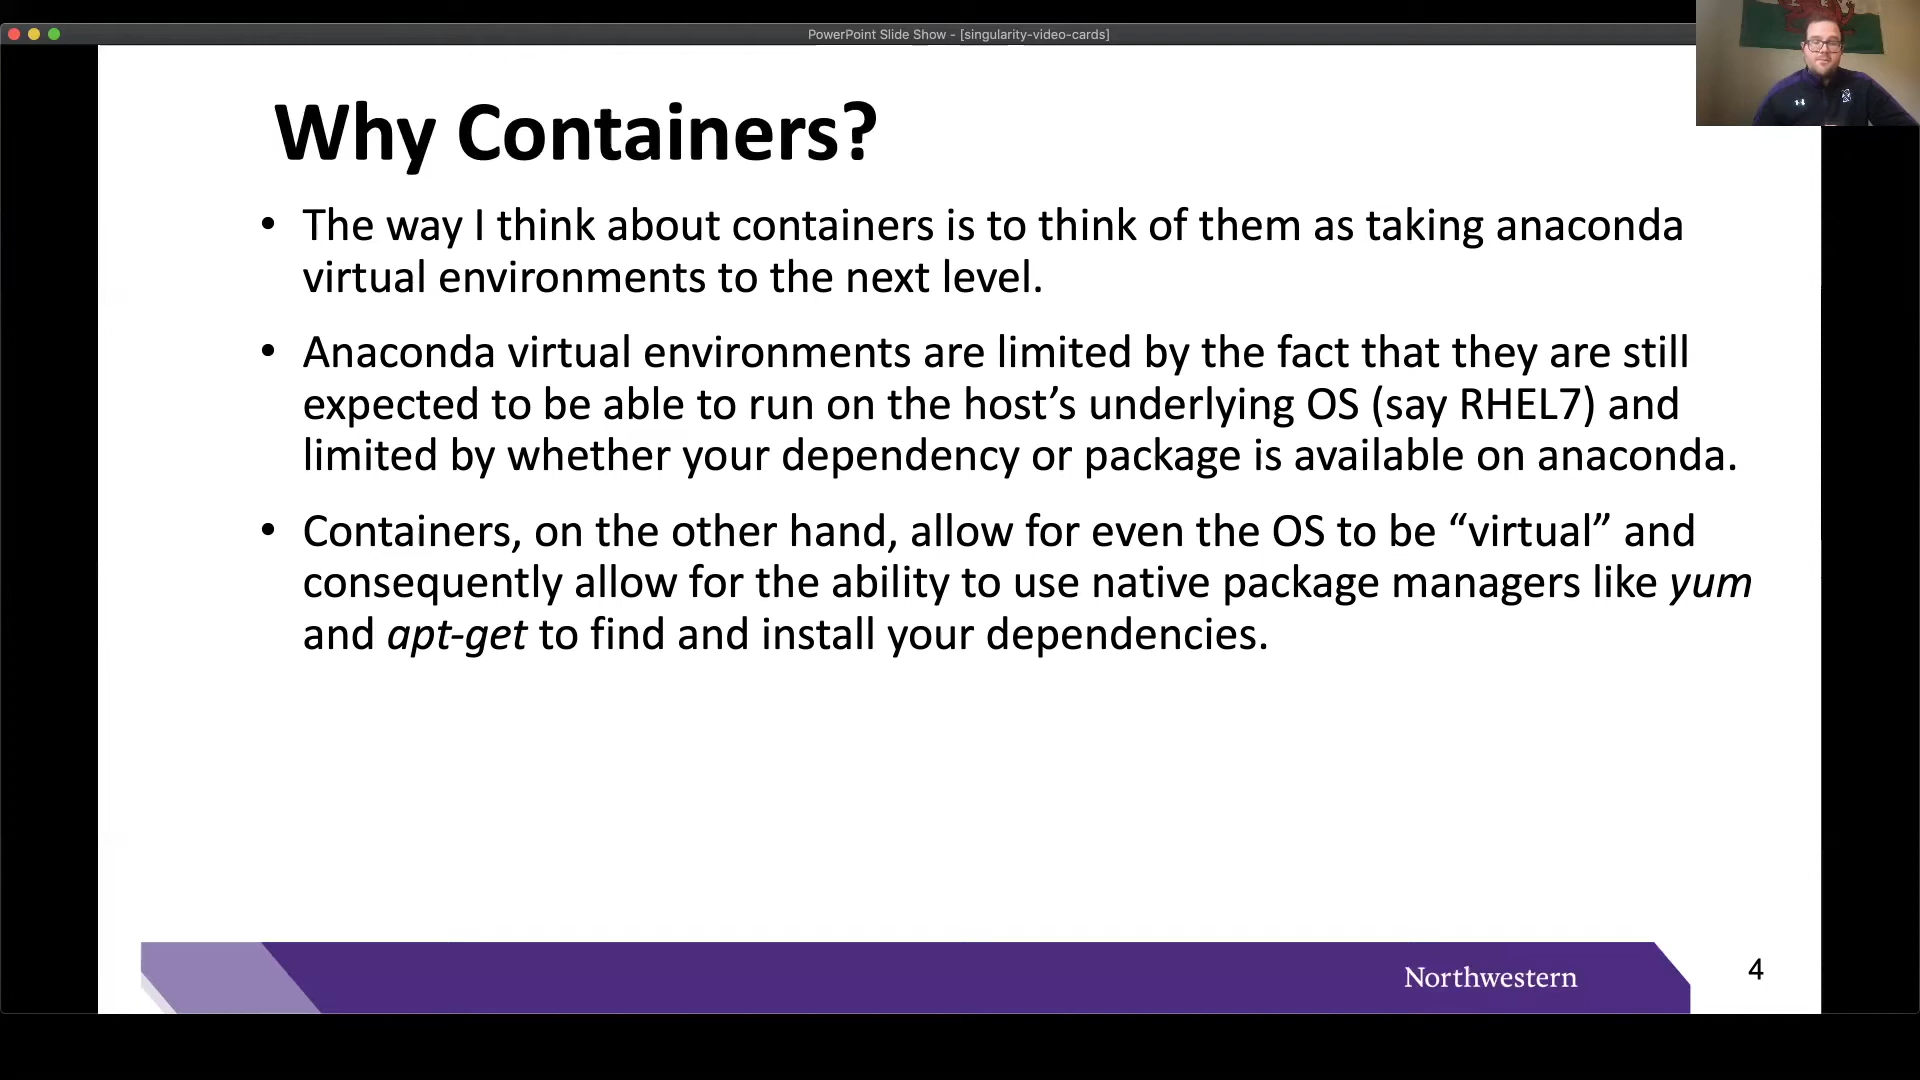 PowerPoint Slide Show - [singularity-video-cards]
Why Containers?
• The way I think about containers is to think of them as taking anaconda
virtual environments to the next level.
• Anaconda virtual environments are limited by the fact that they are still
expected to be able to run on the host’s underlying OS (say RHEL7) and
limited by whether your dependency or package is available on anaconda.
• Containers, on the other hand, allow for even the OS to be “virtual” and
consequently allow for the ability to use native package managers like yum
and apt-get to find and install your dependencies.
Northwestern
4